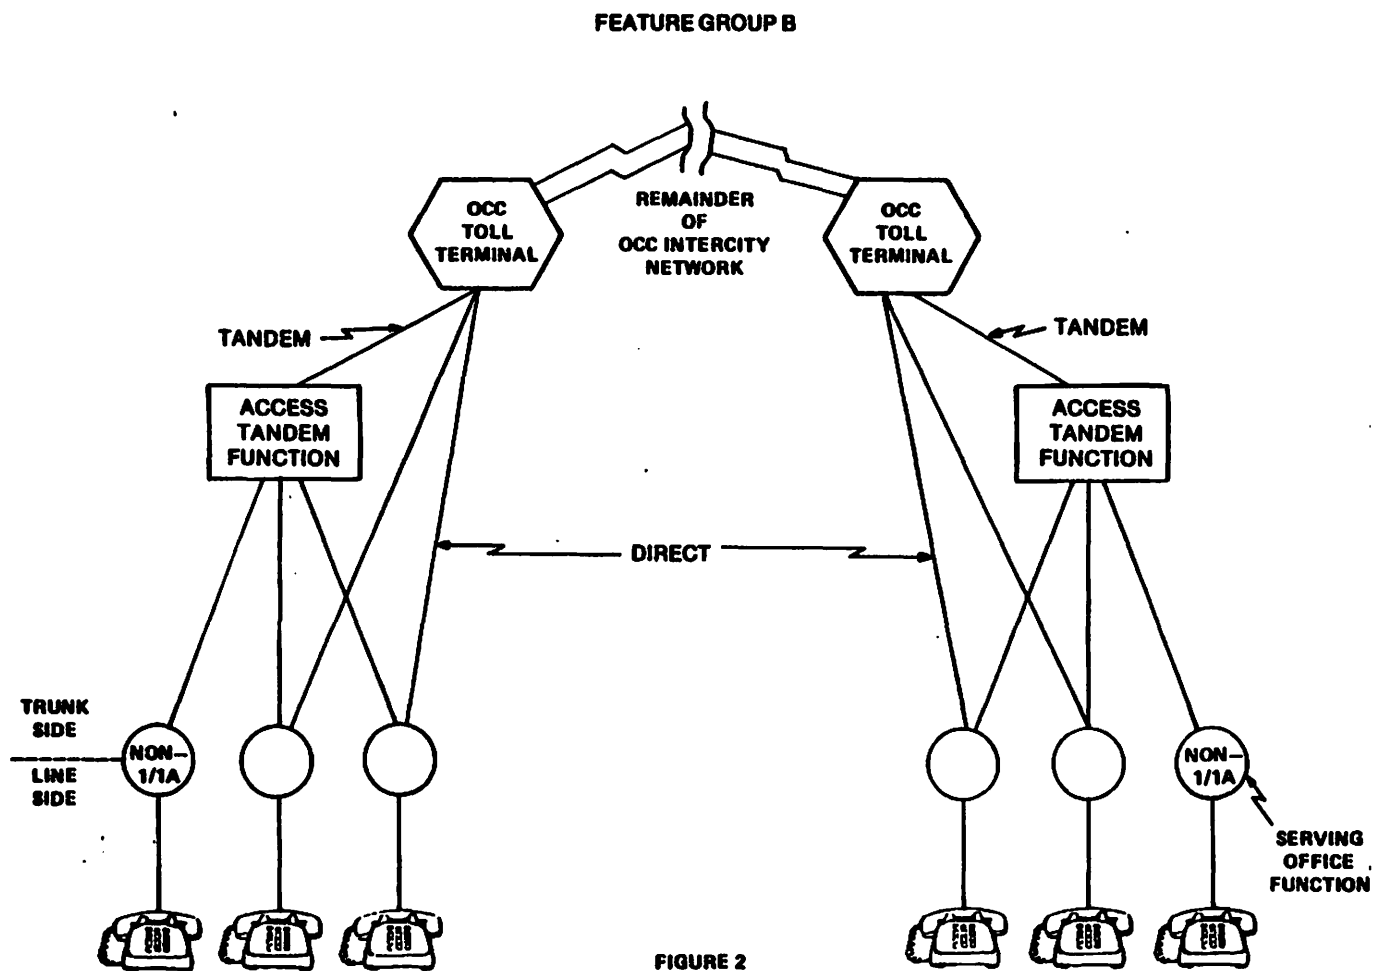 FEATURE GROUP B
OCC
TOLL
TERMINAL
REMAINDER
OF
OCC INTERCITY
NETWORK
OCC
TOLL
TERMINAL
TANDEM
TANDEM
ACCESS
TANDEM
FUNCTION
ACCESS
TANDEM
FUNCTION
DIRECT
TRUNK
SIDE
LINE
SIDE
NON-
1/1A
NON-
1/1A
SERVING
OFFICE
FUNCTION
FIGURE 2